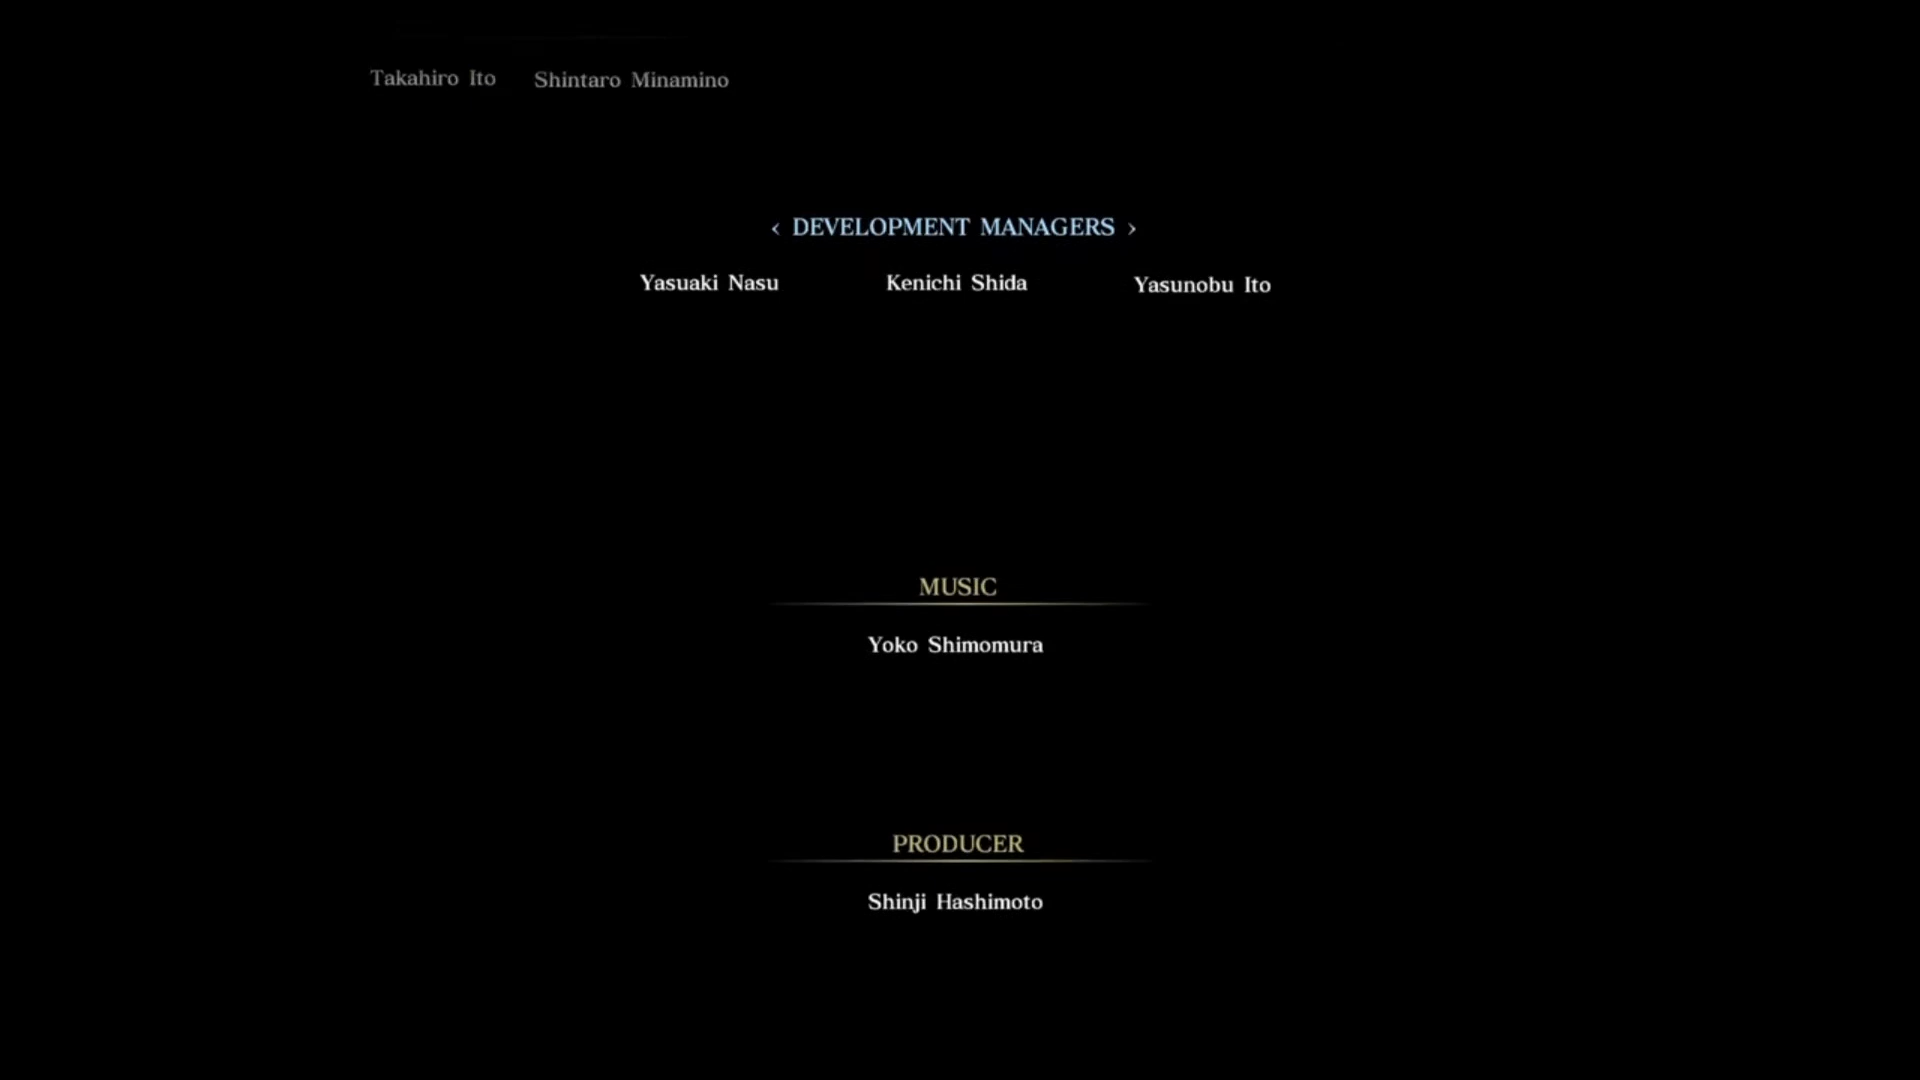 Takahiro Ito Shintaro Minamino
‹ DEVELOPMENT MANAGERS ›
Yasuaki Nasu Kenichi Shida Yasunobu Ito
MUSIC
Yoko Shimomura
PRODUCER
Shinji Hashimoto